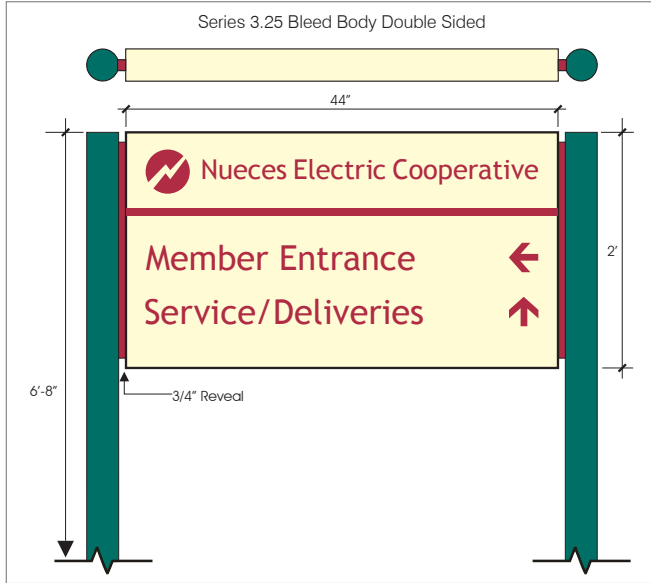 Series 3.25 Bleed Body Double Sided
44"
Nueces Electric Cooperative
Member Entrance
Service/Deliveries
2'
6'-8"
3/4" Reveal